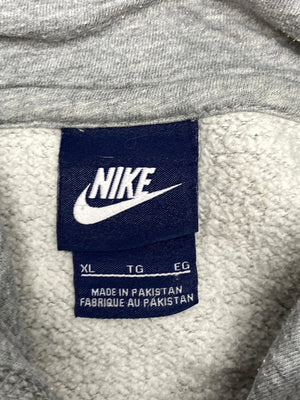 NIKE
XL TG EG
MADE IN PAKISTAN
FABRIQUE AU PAKISTAN